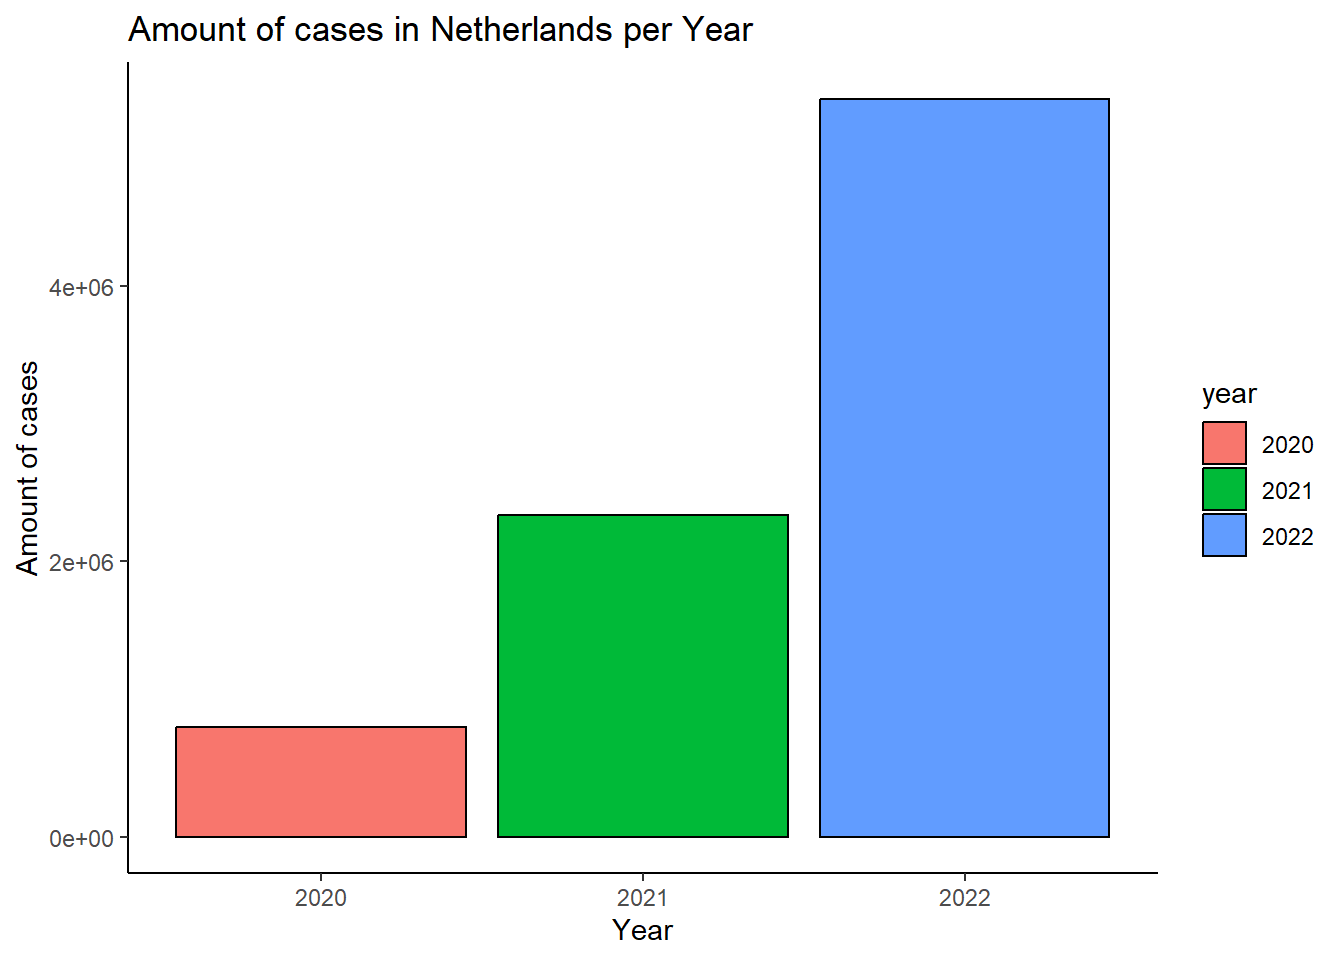 Amount of cases in Netherlands per Year
Amount of cases
4e+06
2e+06
0e+00
2020
2021
2022
Year
year
2020
2021
2022